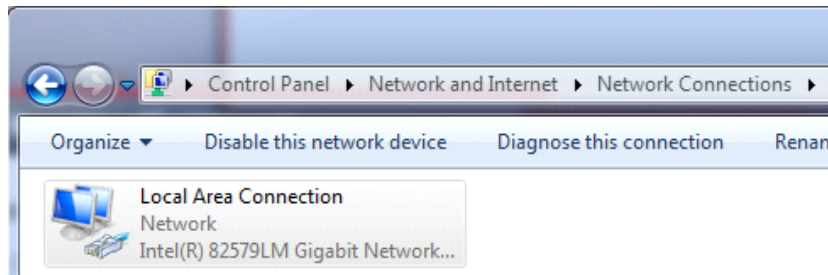 Control Panel Network and Internet Network Connections
Organize Disable this network device Diagnose this connection Renan
Local Area Connection
Network
Intel(R) 82579LM Gigabit Network...